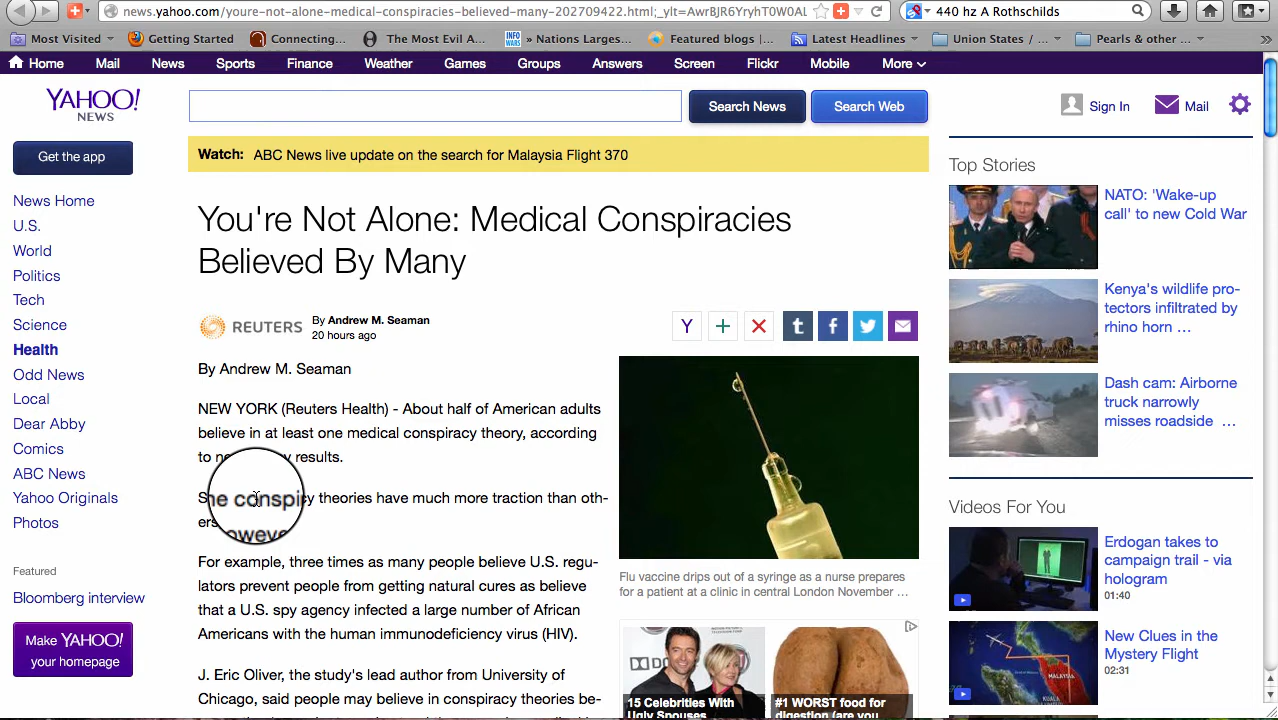 news.yahoo.com/youre-not-alone-medical-conspiracies-believed-many-202709422.html;_ylt=AwrBJR6YryhT0W0AL
440 hz A Rothschilds
Most Visited
Getting Started
Connecting...
The Most Evil A...
INFO WARS
» Nations Larges...
Featured blogs |...
Latest Headlines
Union States / ...
Pearls & other ...
Home
Mail
News
Sports
Finance
Weather
Games
Groups
Answers
Screen
Flickr
Mobile
More
YAHOO!
NEWS
Search News
Search Web
Sign In
Mail
Get the app
Watch: ABC News live update on the search for Malaysia Flight 370
News Home
U.S.
World
Politics
Tech
Science
Health
Odd News
Local
Dear Abby
Comics
ABC News
Yahoo Originals
Photos
Featured
Bloomberg interview
Make YAHOO!
your homepage
You're Not Alone: Medical Conspiracies
Believed By Many
REUTERS
By Andrew M. Seaman
20 hours ago
Y
t
f
By Andrew M. Seaman
NEW YORK (Reuters Health) - About half of American adults
believe in at least one medical conspiracy theory, according
to results.
conspi y theories have much more traction than oth-
ers
For example, three times as many people believe U.S. regu-
lators prevent people from getting natural cures as believe
that a U.S. spy agency infected a large number of African
Americans with the human immunodeficiency virus (HIV).
J. Eric Oliver, the study's lead author from University of
Chicago, said people may believe in conspiracy theories be-
Flu vaccine drips out of a syringe as a nurse prepares
for a patient at a clinic in central London November ...
15 Celebrities With
Ugly Spouses
#1 WORST food for
digestion (are you
Top Stories
NATO: 'Wake-up
call' to new Cold War
Kenya's wildlife pro-
tectors infiltrated by
rhino horn ...
Dash cam: Airborne
truck narrowly
misses roadside ...
Videos For You
Erdogan takes to
campaign trail - via
hologram
01:40
New Clues in the
Mystery Flight
02:31